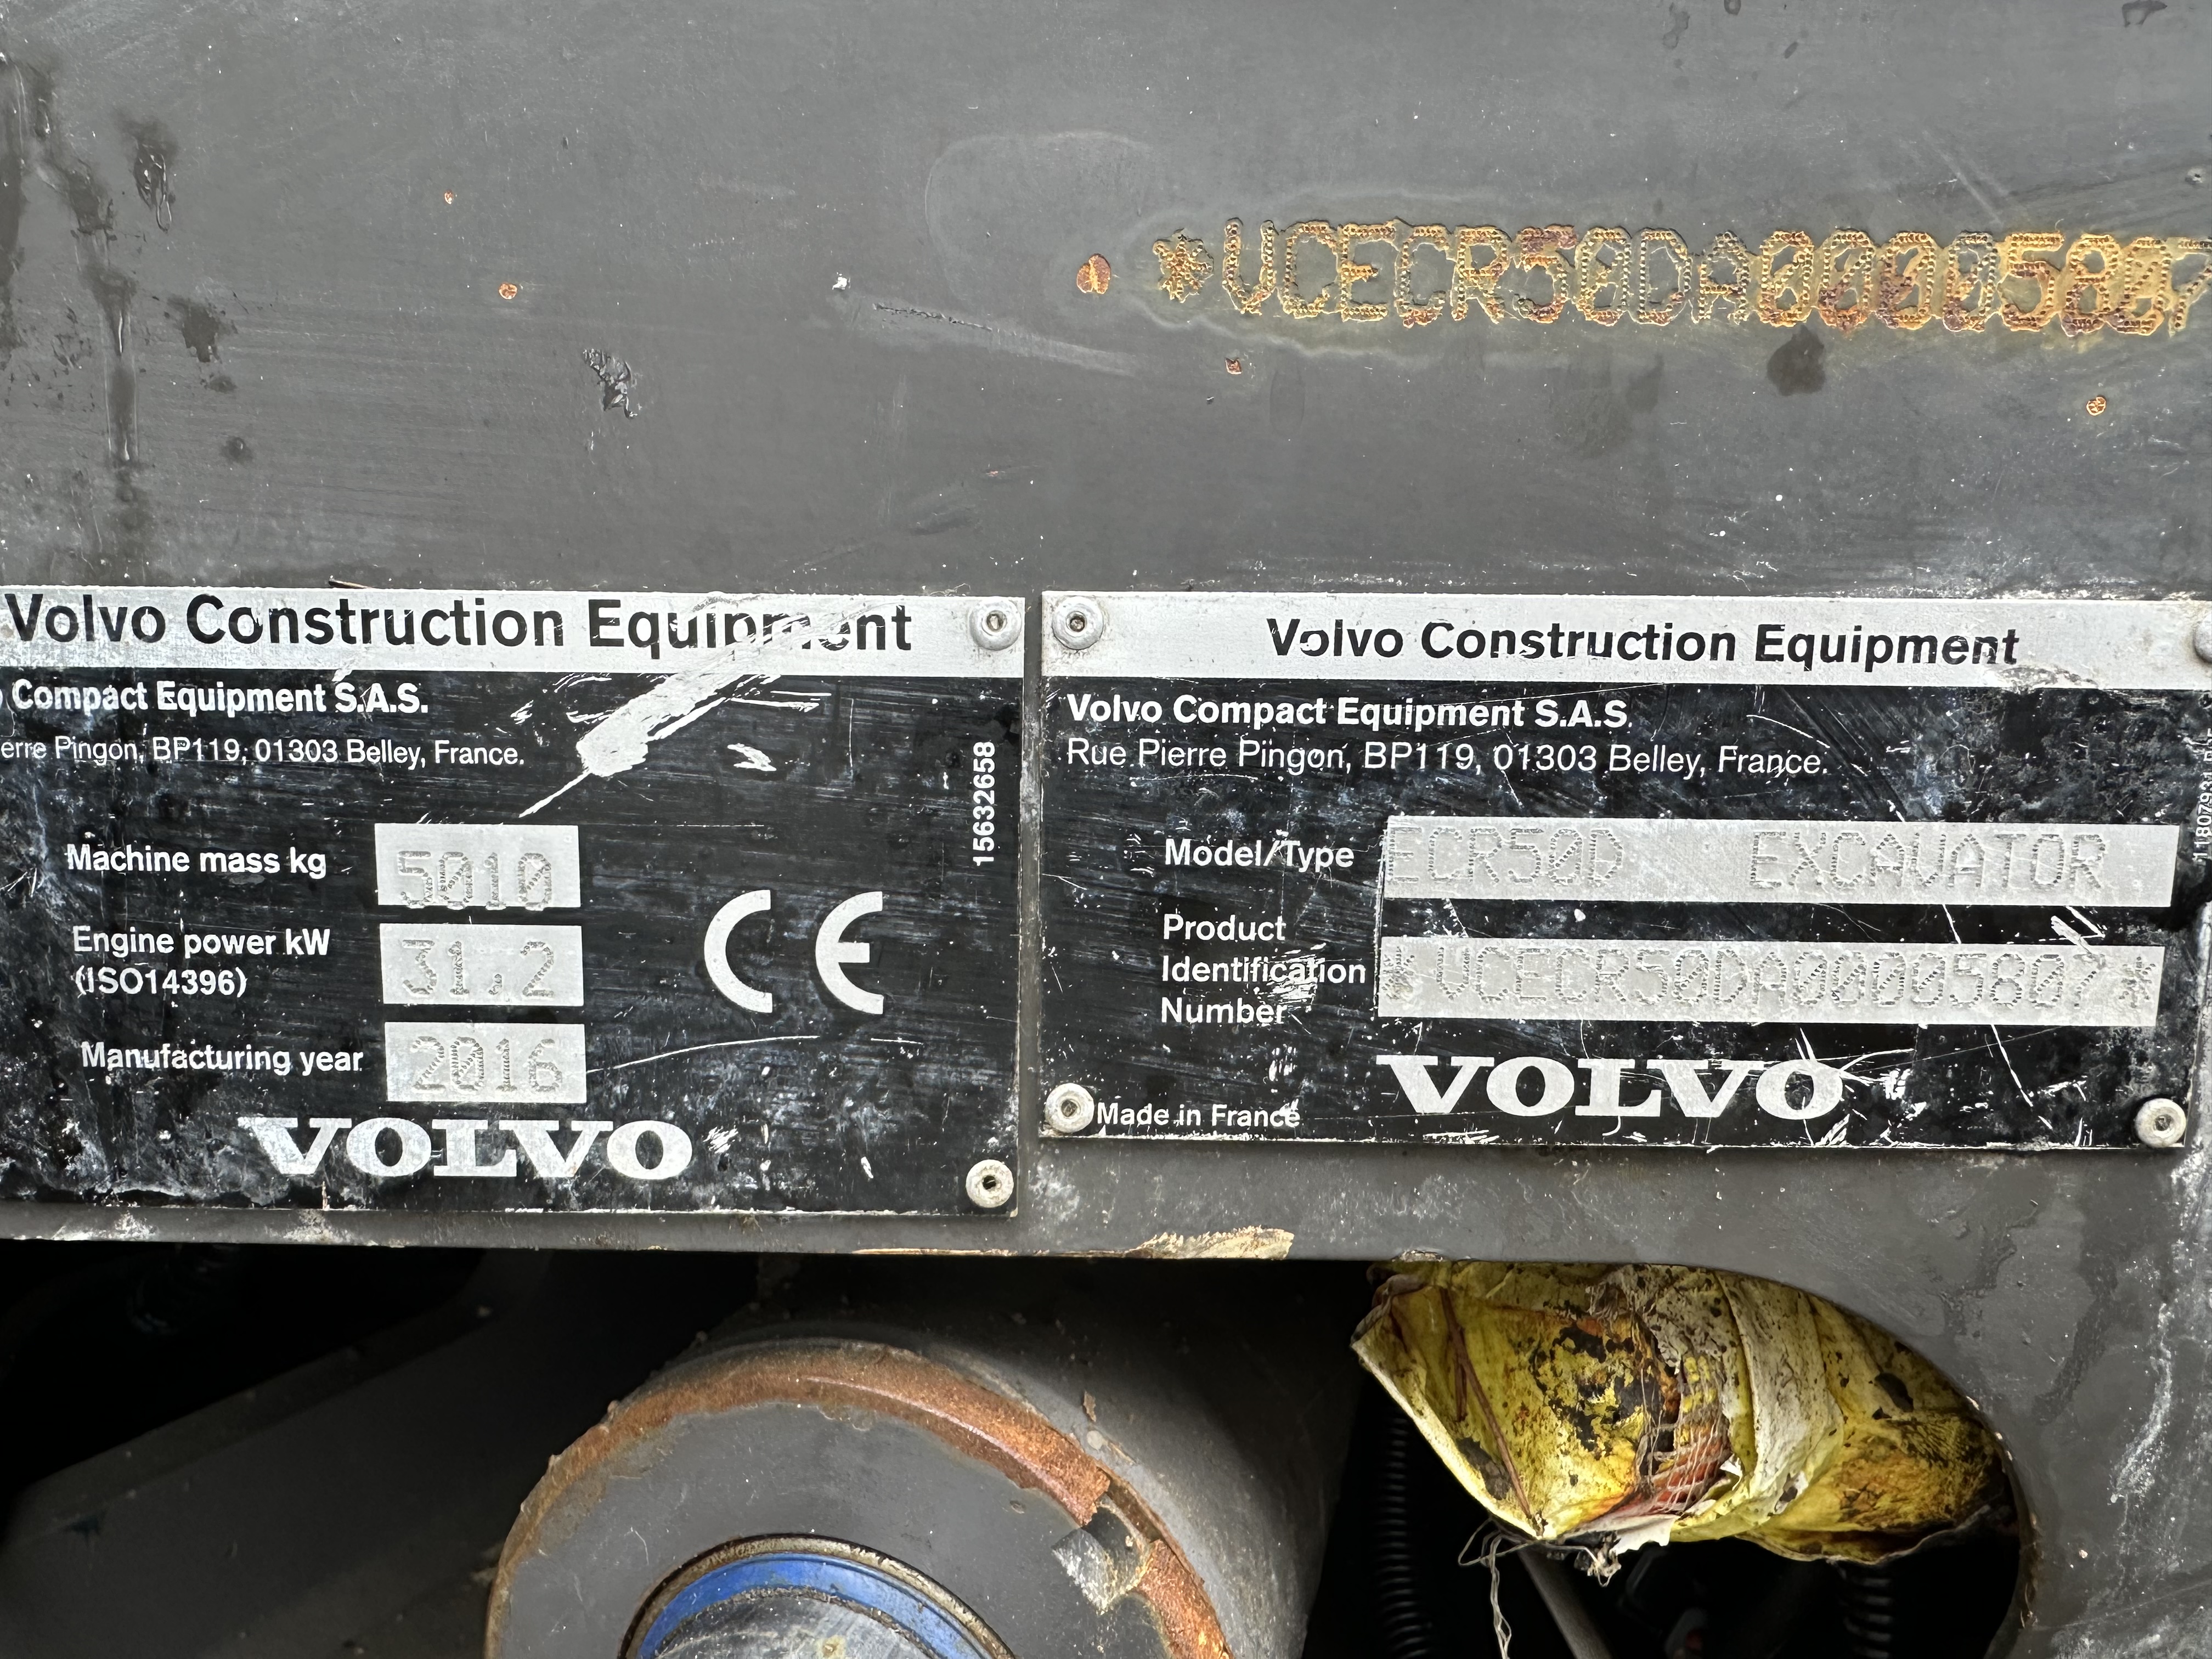 *VCECR50DA00005807
Volvo Construction Equipment
Compact Equipment S.A.S.
erre Pingon, BP119, 01303 Belley, France.
15632658
Machine mass kg 5010
Engine power kW 31.2
(ISO14396)
Manufacturing year 2016
CE
VOLVO
Volvo Construction Equipment
Volvo Compact Equipment S.A.S.
Rue Pierre Pingon, BP119, 01303 Belley, France.
Model/Type ECR50D EXCAVATOR
Product
Identification *VCECR50DA00005807*
Number
VOLVO
Made in France